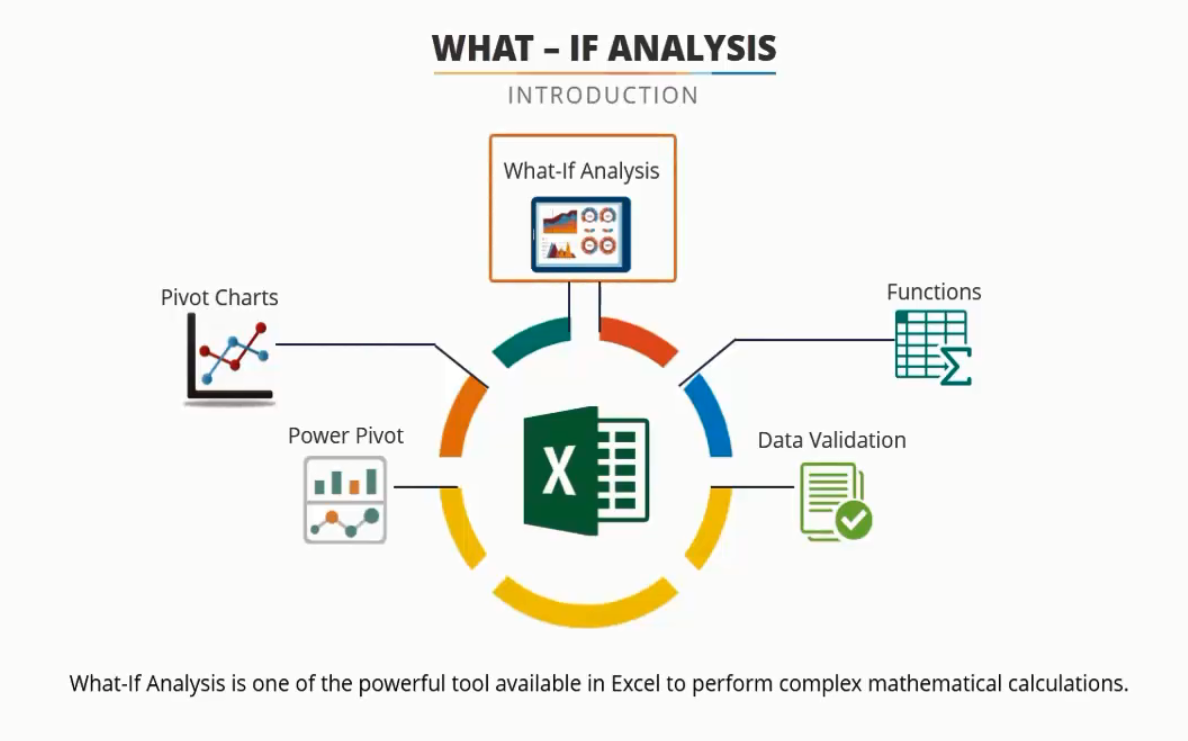 WHAT – IF ANALYSIS
INTRODUCTION
What-If Analysis
Pivot Charts
Functions
Power Pivot
Data Validation
X
What-If Analysis is one of the powerful tool available in Excel to perform complex mathematical calculations.